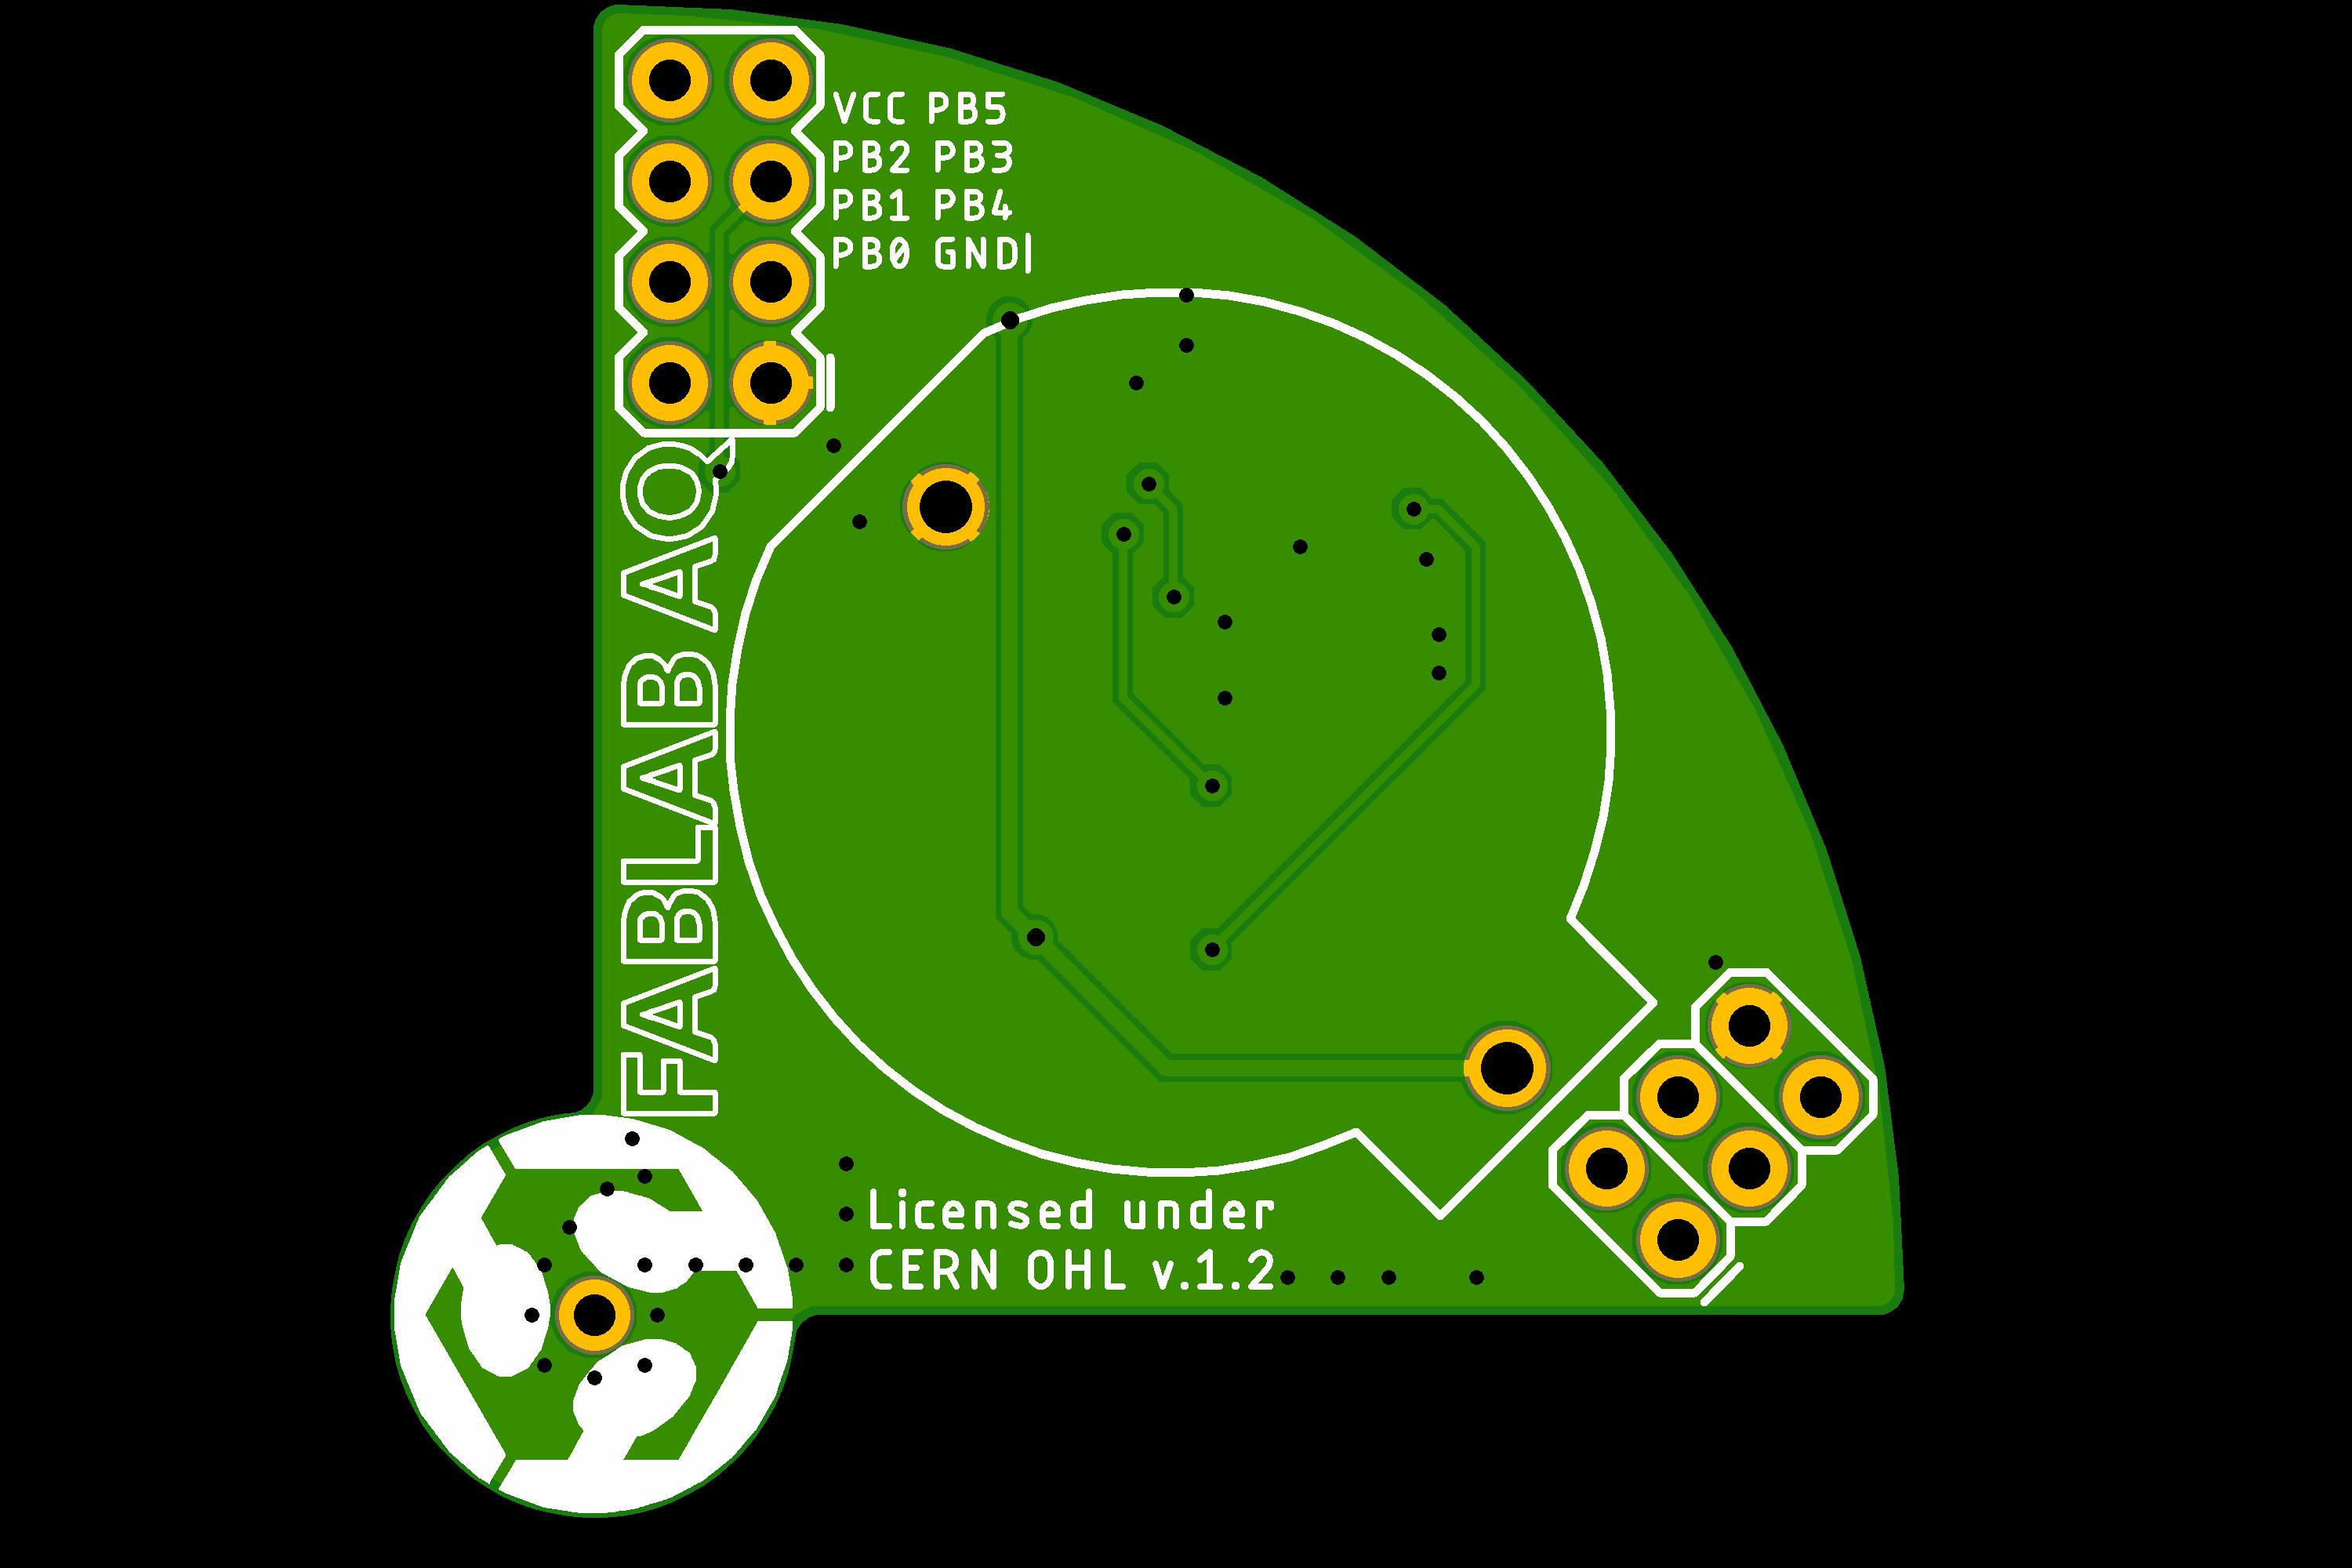 VCC PB5
PB2 PB3
PB1 PB4
PB0 GND|
FABLAB AQ
Licensed under
CERN OHL v.1.2